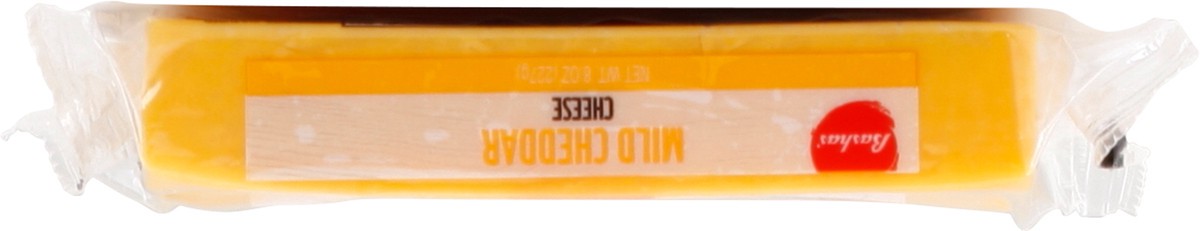 Bashas'
MILD CHEDDAR
CHEESE
NET WT. 8 OZ (227g)